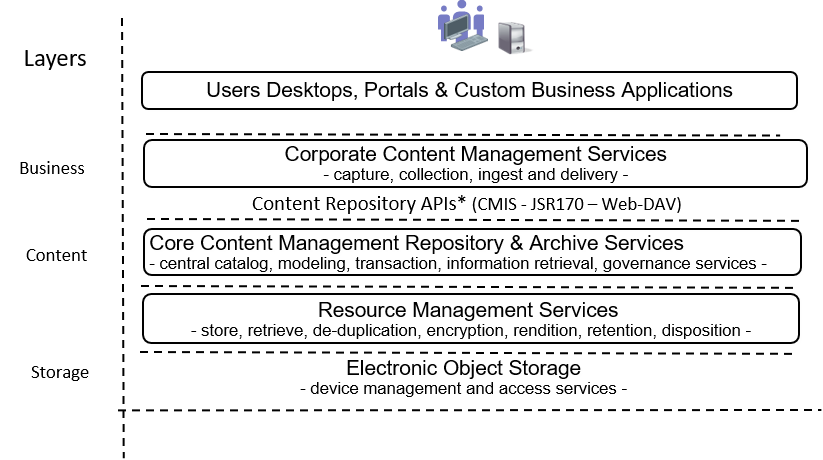 Layers
Users Desktops, Portals & Custom Business Applications
Business
Corporate Content Management Services
- capture, collection, ingest and delivery -
Content Repository APIs* (CMIS - JSR170 – Web-DAV)
Content
Core Content Management Repository & Archive Services
- central catalog, modeling, transaction, information retrieval, governance services -
Resource Management Services
- store, retrieve, de-duplication, encryption, rendition, retention, disposition -
Storage
Electronic Object Storage
- device management and access services -